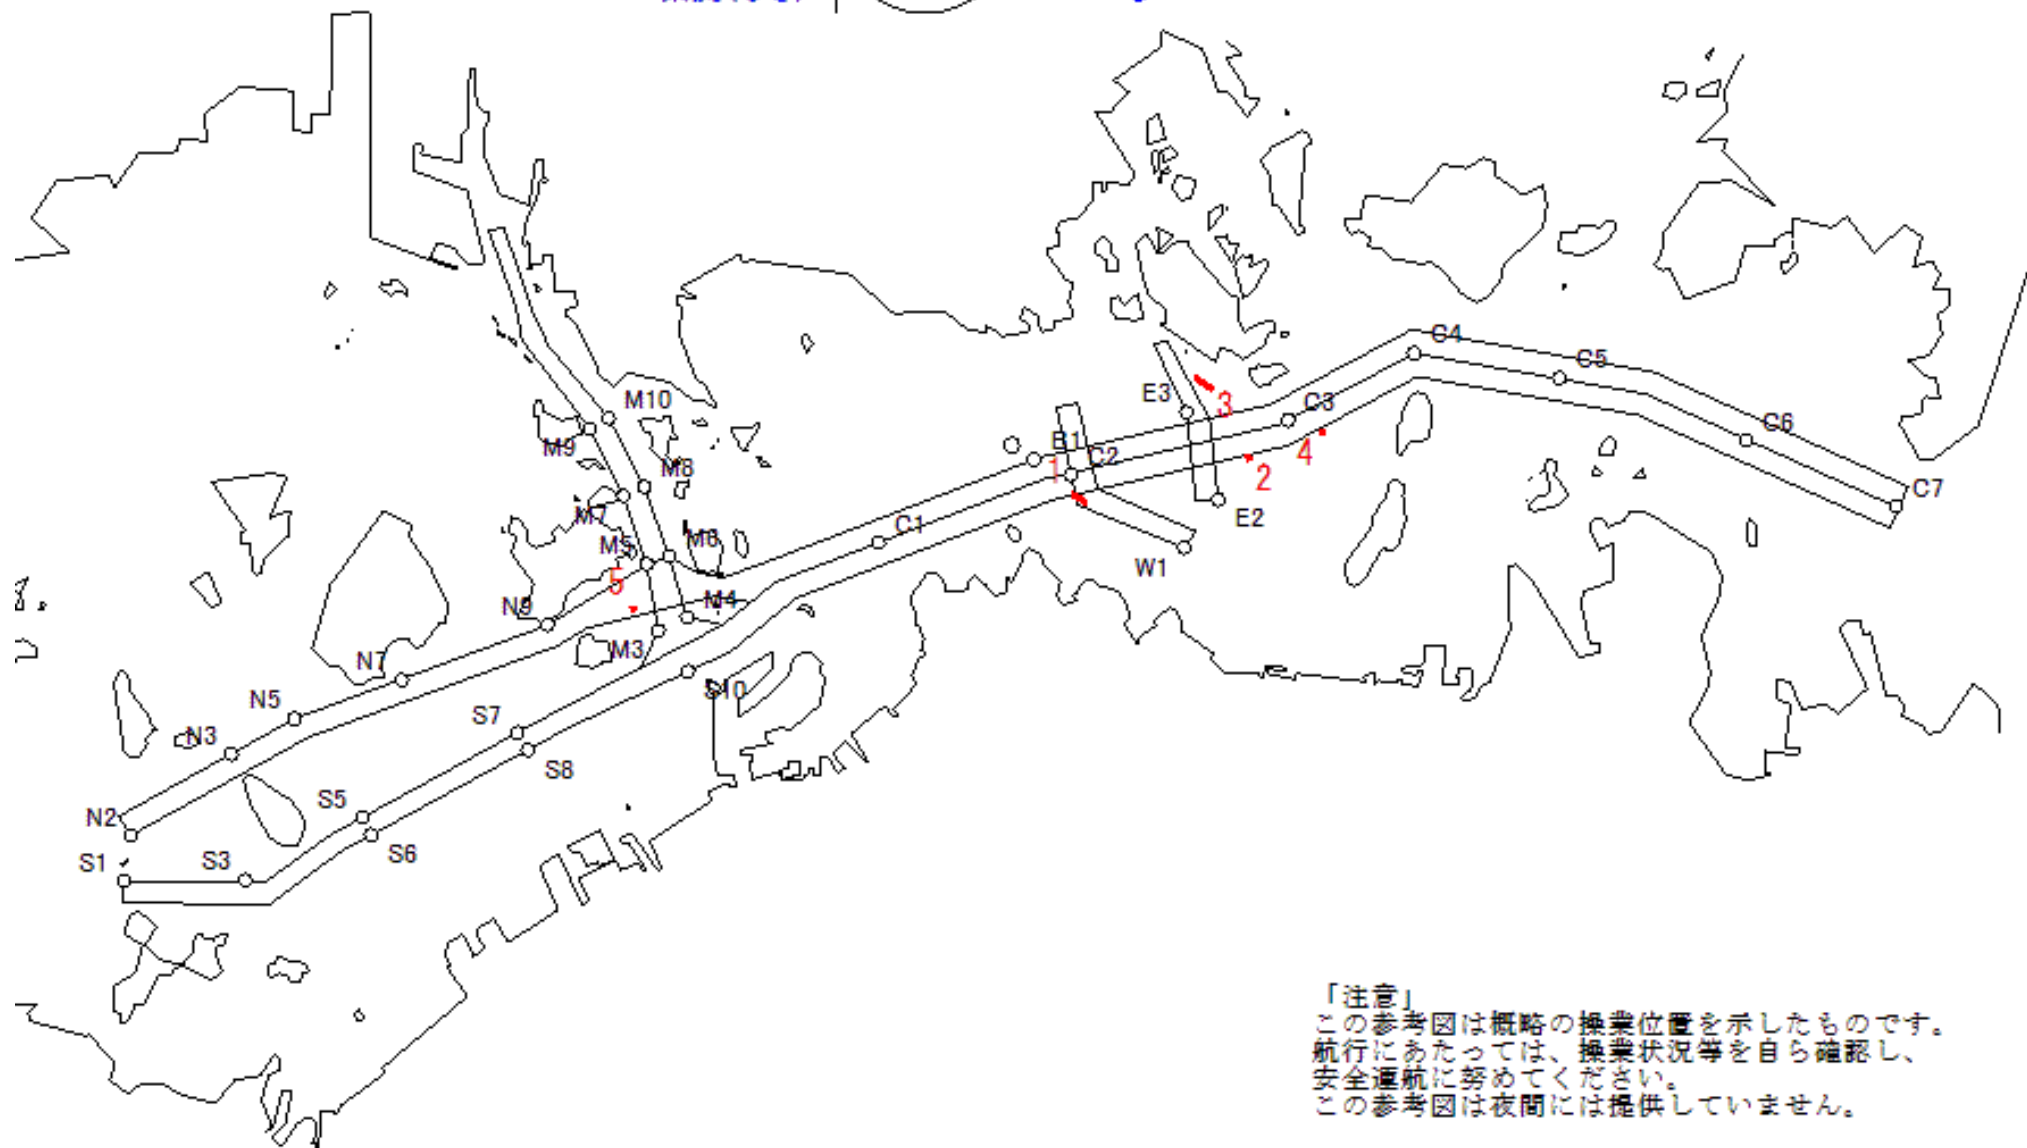 C4
C5
M10
E3
3
C3
C6
M9
B1
4
M8
1
C2
2
C7
M7
E2
C1
M5
M6
W1
5
N9
M4
M3
N7
S10
N5
S7
N3
S8
S5
N2
S6
S1
S3
「注意」
この参考図は概略の操業位置を示したものです。
航行にあたっては、操業状況等を自ら確認し、
安全運航に努めてください。
この参考図は夜間には提供していません。